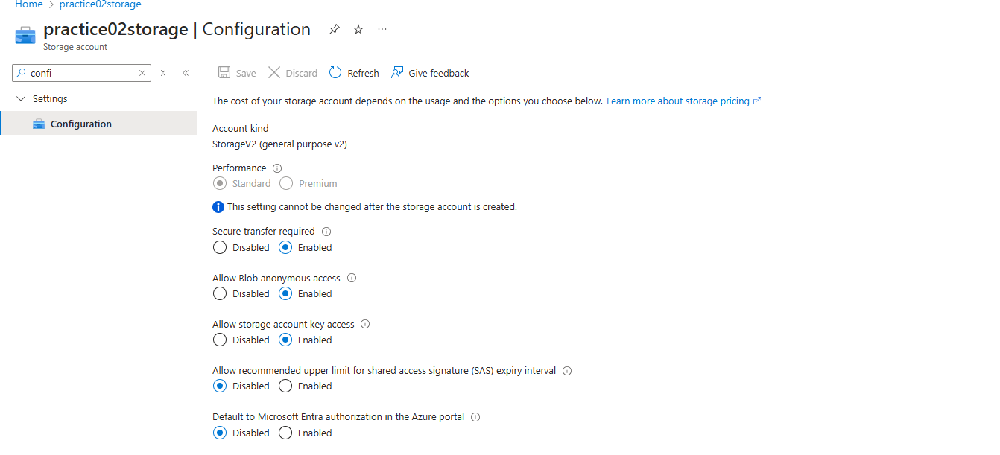 Home > practice02storage
practice02storage | Configuration
Storage account
confi
Save Discard Refresh Give feedback
Settings
Configuration
The cost of your storage account depends on the usage and the options you choose below. Learn more about storage pricing
Account kind
StorageV2 (general purpose v2)
Performance
Standard Premium
This setting cannot be changed after the storage account is created.
Secure transfer required
Disabled Enabled
Allow Blob anonymous access
Disabled Enabled
Allow storage account key access
Disabled Enabled
Allow recommended upper limit for shared access signature (SAS) expiry interval
Disabled Enabled
Default to Microsoft Entra authorization in the Azure portal
Disabled Enabled